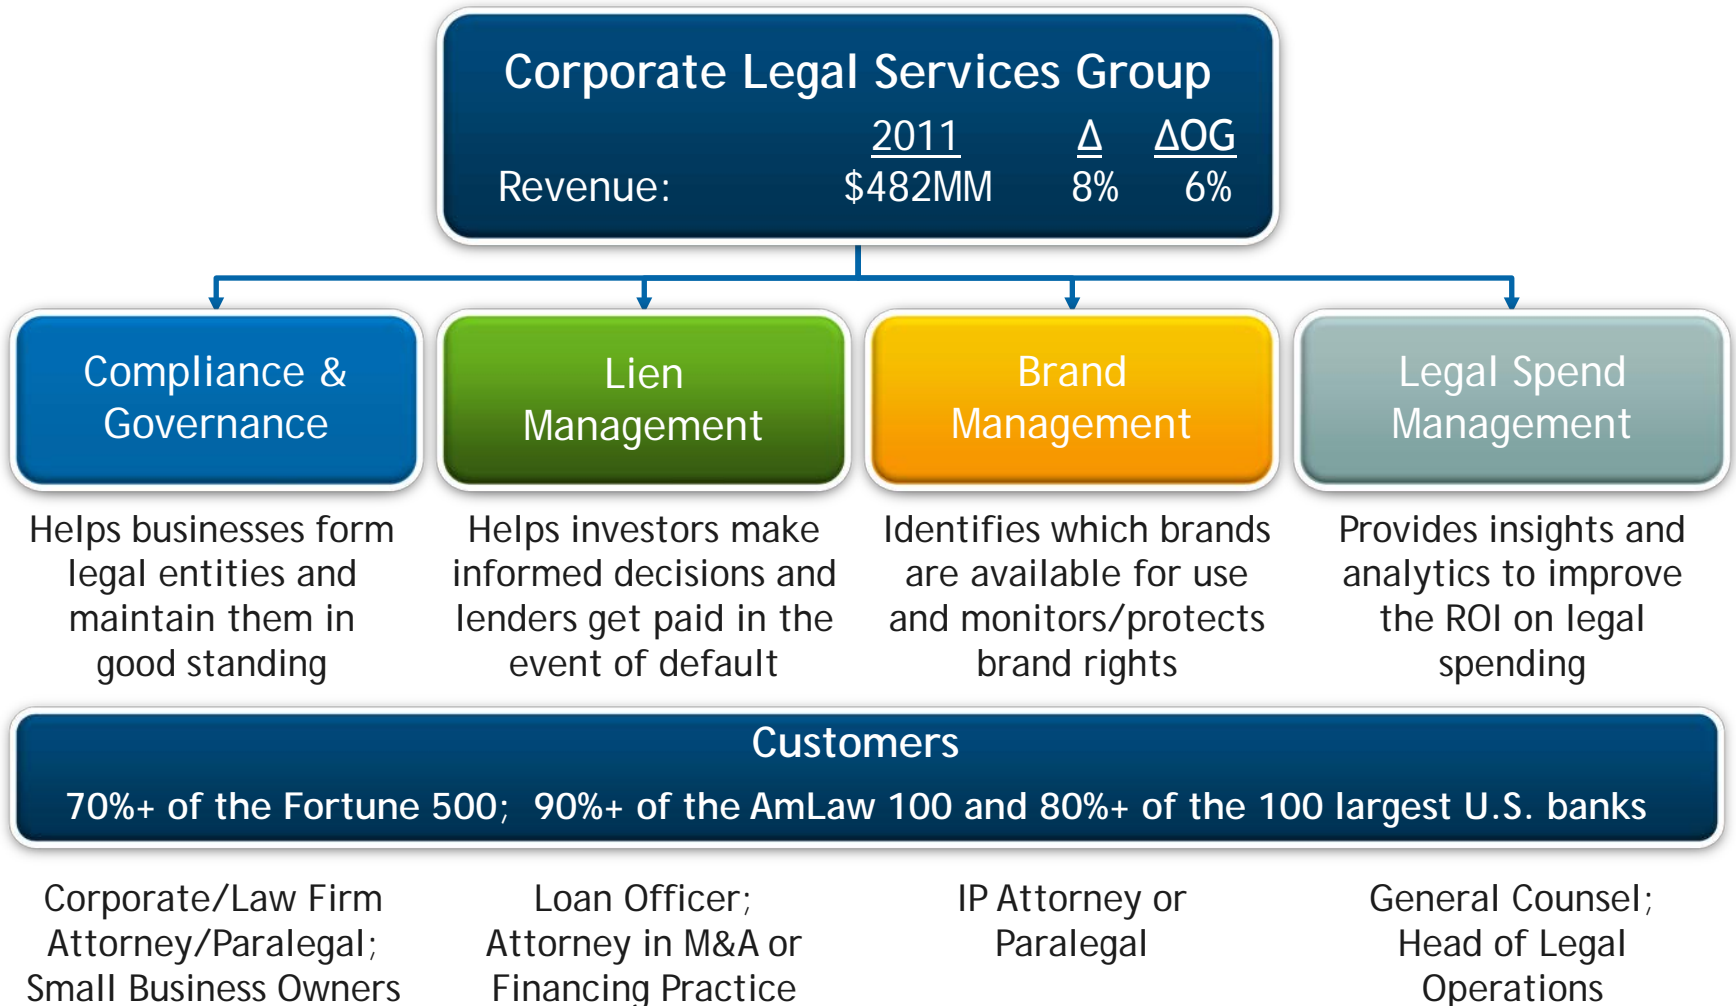 Corporate Legal Services Group
2011 Δ ΔOG
Revenue: $482MM 8% 6%
Compliance &
Governance
Lien
Management
Brand
Management
Legal Spend
Management
Helps businesses form
legal entities and
maintain them in
good standing
Helps investors make
informed decisions and
lenders get paid in the
event of default
Identifies which brands
are available for use
and monitors/protects
brand rights
Provides insights and
analytics to improve
the ROI on legal
spending
Customers
70%+ of the Fortune 500; 90%+ of the AmLaw 100 and 80%+ of the 100 largest U.S. banks
Corporate/Law Firm
Attorney/Paralegal;
Small Business Owners
Loan Officer;
Attorney in M&A or
Financing Practice
IP Attorney or
Paralegal
General Counsel;
Head of Legal
Operations